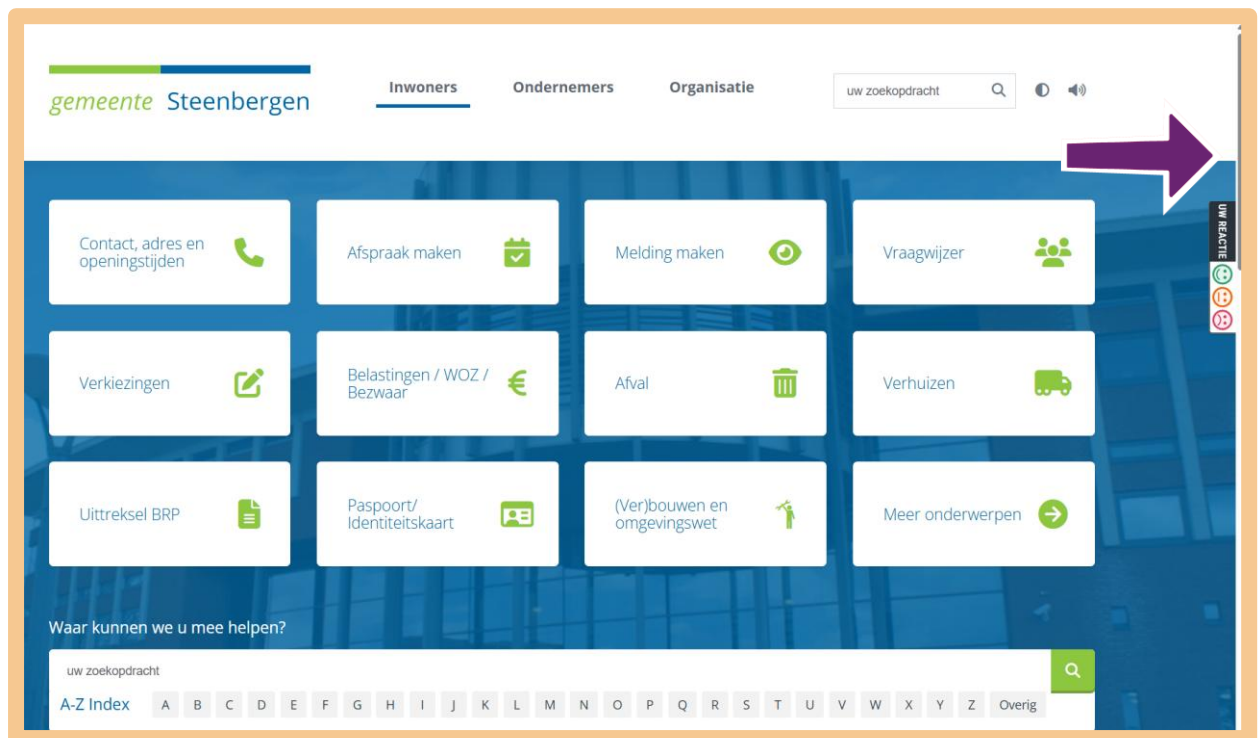 gemeente Steenbergen
Inwoners Ondernemers Organisatie
uw zoekopdracht
UW REACTIE
Contact, adres en
openingstijden
Afspraak maken
Melding maken
Vraagwijzer
Verkiezingen
Belastingen / WOZ /
Bezwaar
Afval
Verhuizen
Uittreksel BRP
Paspoort/
Identiteitskaart
(Ver)bouwen en
omgevingswet
Meer onderwerpen
Waar kunnen we u mee helpen?
uw zoekopdracht
A-Z Index A B C D E F G H I J K L M N O P Q R S T U V W X Y Z Overig